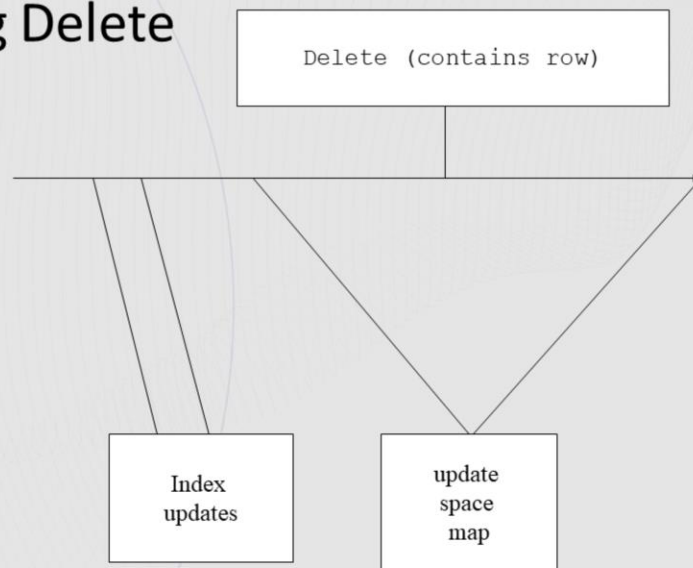 Delete
Delete (contains row)
Index
updates
update
space
map